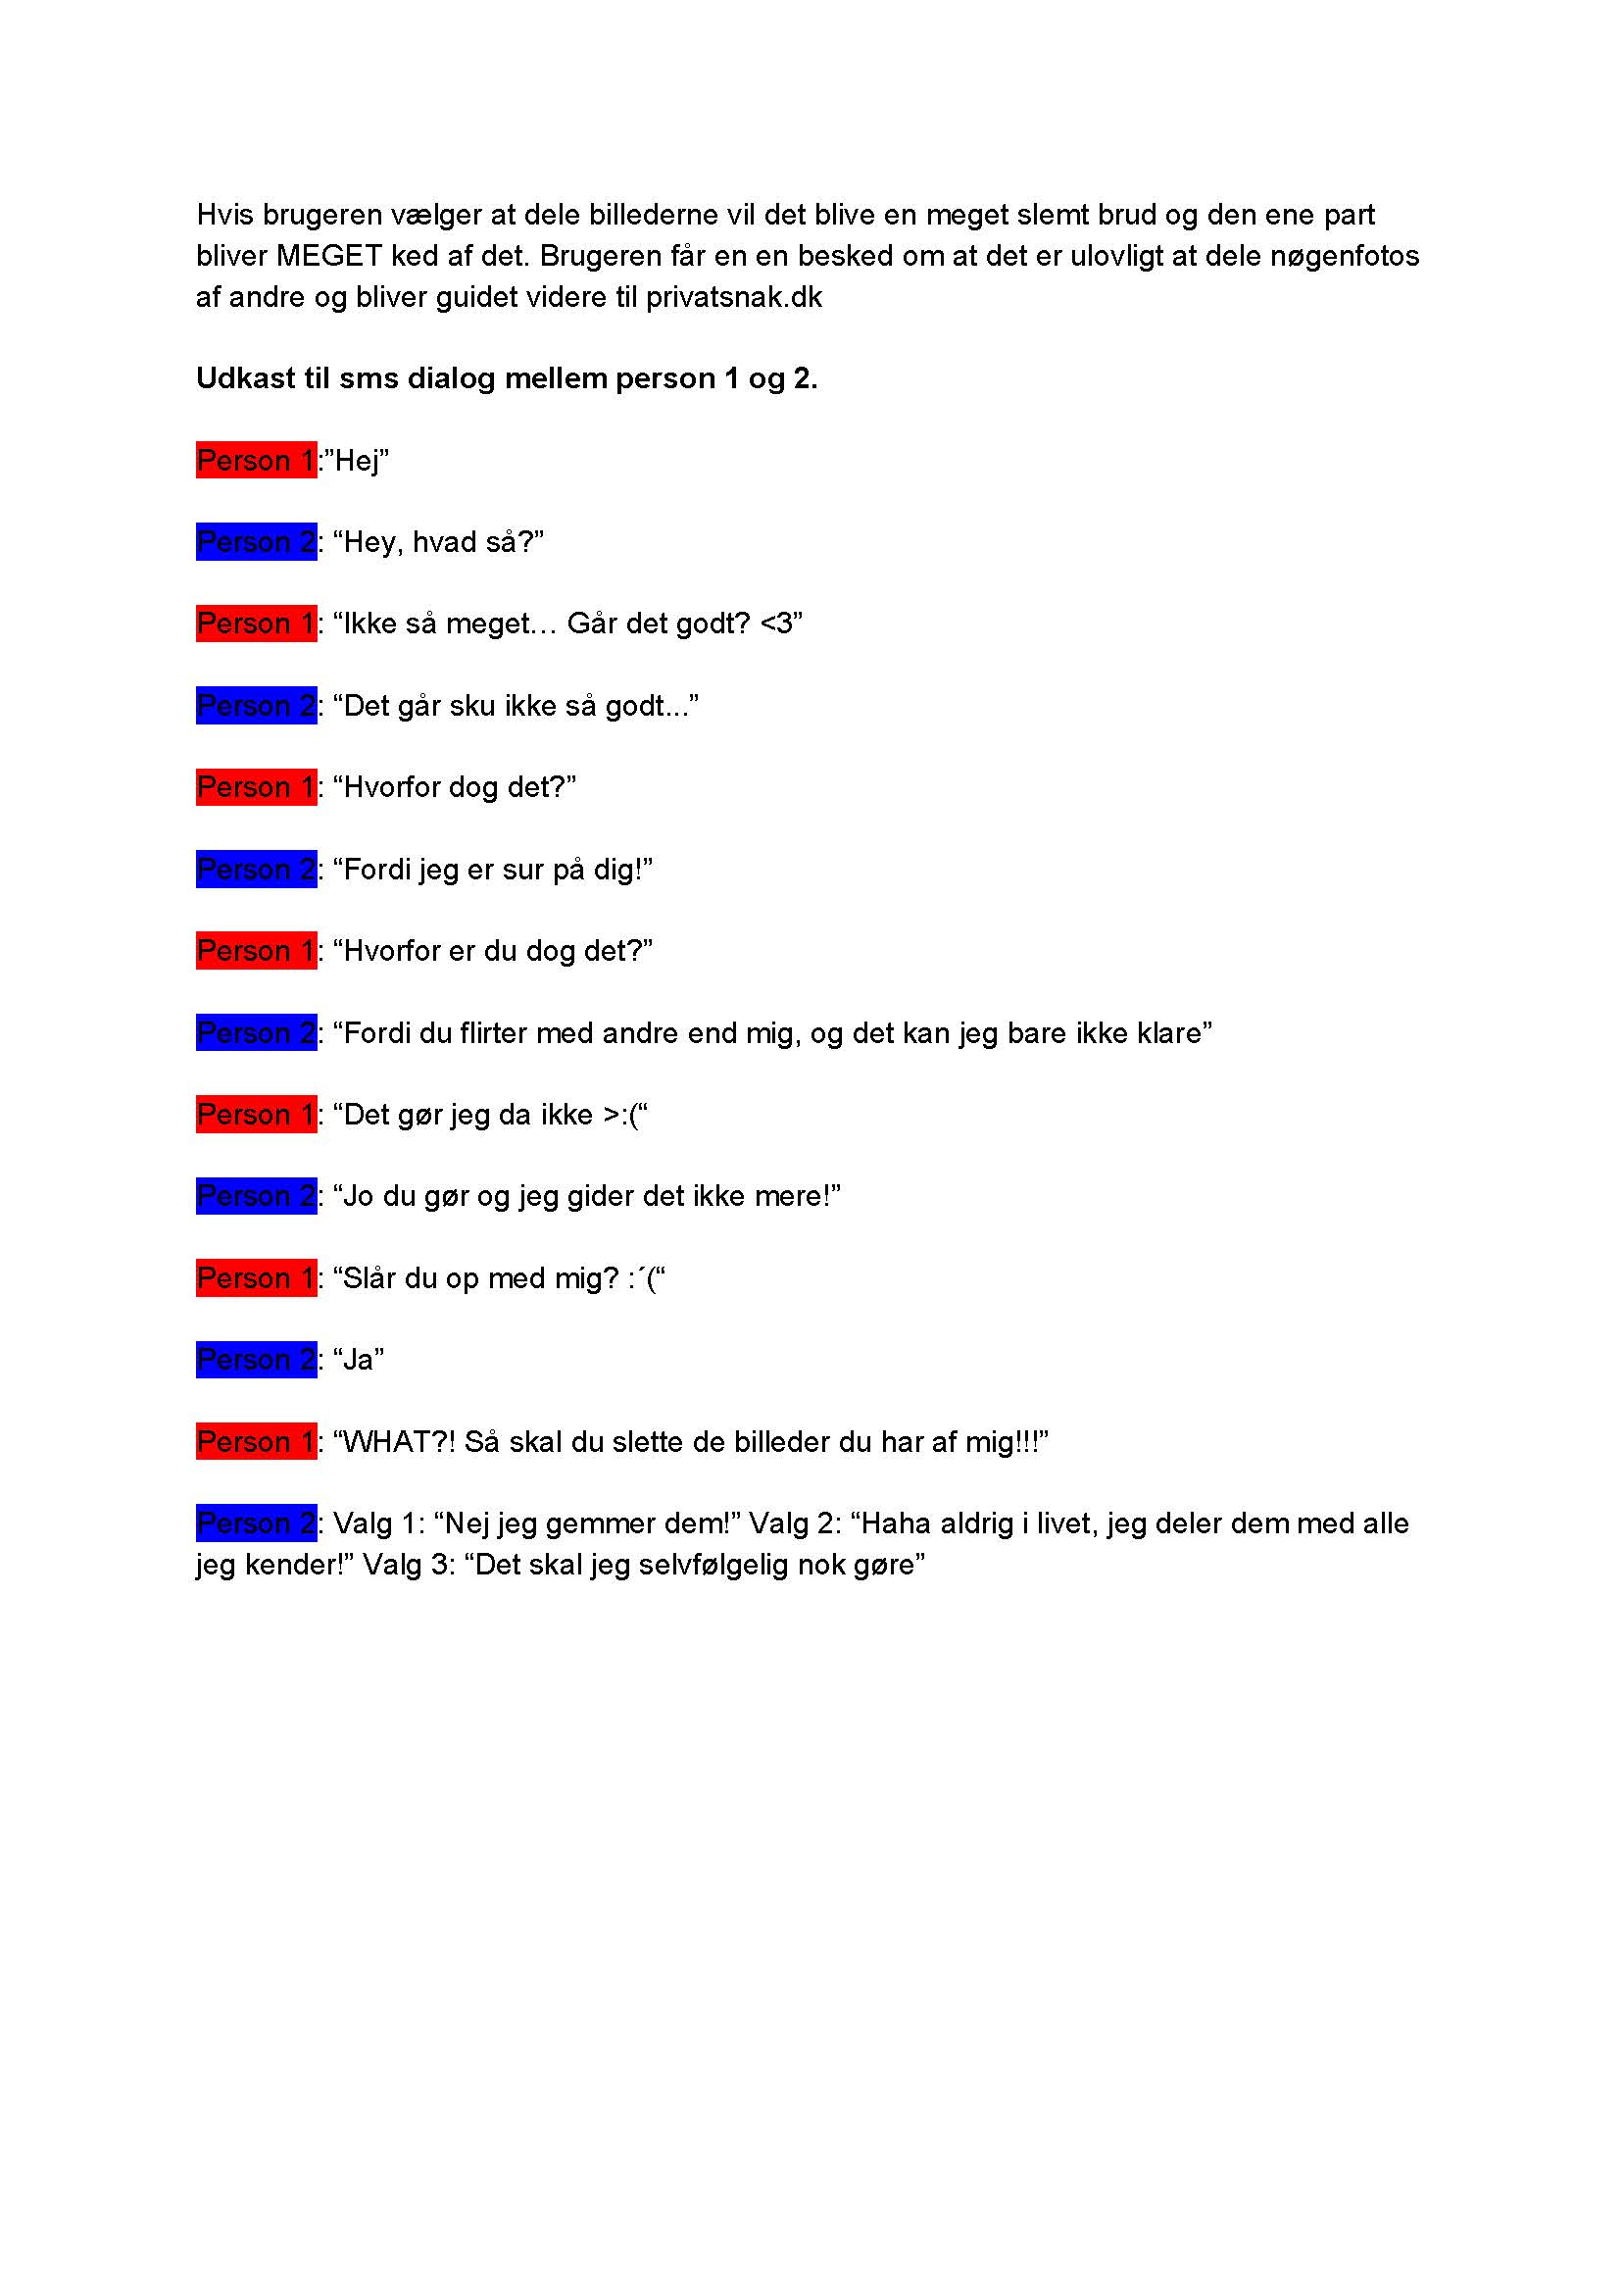 Hvis brugeren vælger at dele billederne vil det blive en meget slemt brud og den ene part
bliver MEGET ked af det. Brugeren får en en besked om at det er ulovligt at dele nøgenfotos
af andre og bliver guidet videre til privatsnak.dk
Udkast til sms dialog mellem person 1 og 2.
Person 1:”Hej”
Person 2: “Hey, hvad så?”
Person 1: “Ikke så meget… Går det godt? <3”
Person 2: “Det går sku ikke så godt...”
Person 1: “Hvorfor dog det?”
Person 2: “Fordi jeg er sur på dig!”
Person 1: “Hvorfor er du dog det?”
Person 2: “Fordi du flirter med andre end mig, og det kan jeg bare ikke klare”
Person 1: “Det gør jeg da ikke >:(“
Person 2: “Jo du gør og jeg gider det ikke mere!”
Person 1: “Slår du op med mig? :´(“
Person 2: “Ja”
Person 1: “WHAT?! Så skal du slette de billeder du har af mig!!!”
Person 2: Valg 1: “Nej jeg gemmer dem!” Valg 2: “Haha aldrig i livet, jeg deler dem med alle
jeg kender!” Valg 3: “Det skal jeg selvfølgelig nok gøre”